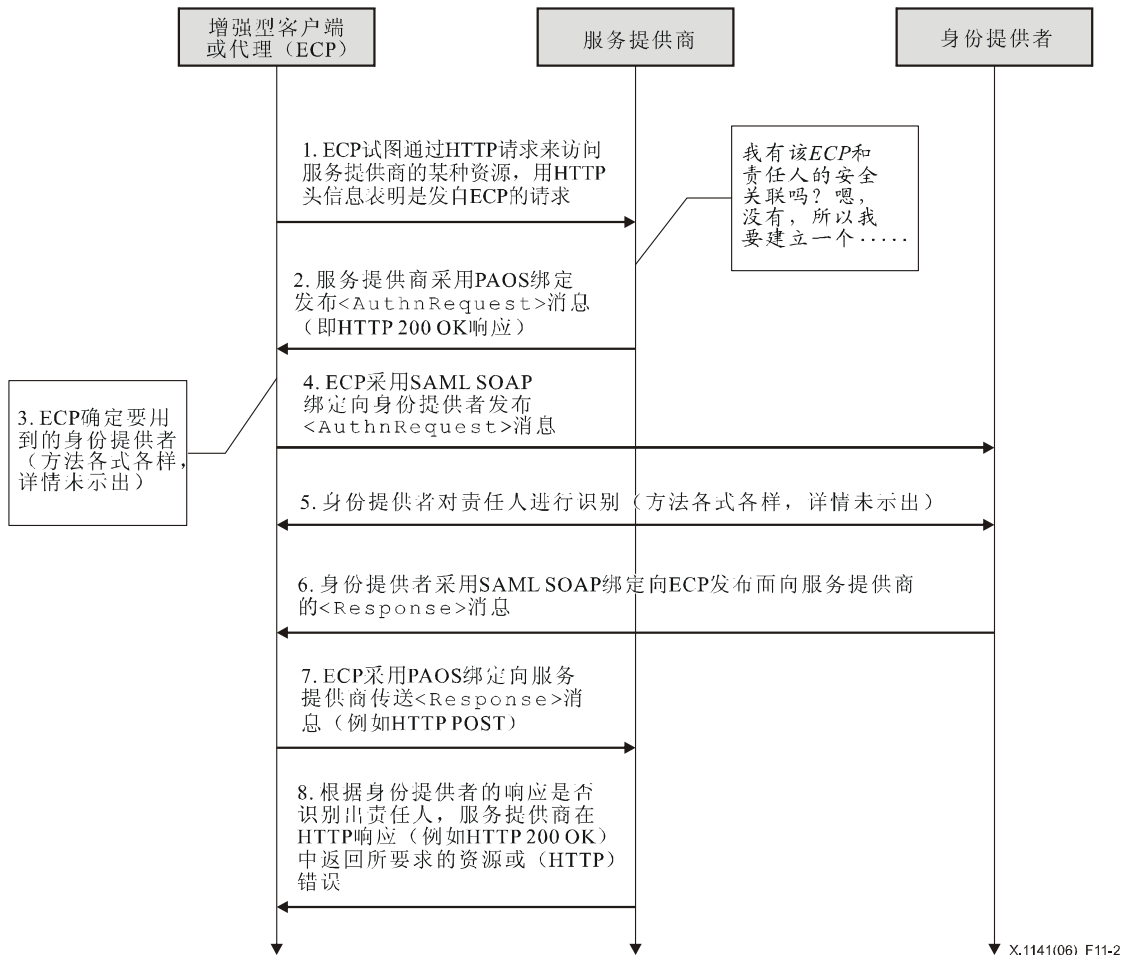 增强型客户端
或代理（ECP）
服务提供商
身份提供者
1. ECP试图通过HTTP请求来访问
服务提供商的某种资源，用HTTP
头信息表明是发自ECP的请求
我有该ECP和
责任人的安全
关联吗？嗯，
没有，所以我
要建立一个·····
2. 服务提供商采用PAOS绑定
发布<AuthnRequest>消息
（即HTTP 200 OK响应）
3. ECP确定要用
到的身份提供者
（方法各式各样，
详情未示出）
4. ECP采用SAML SOAP
绑定向身份提供者发布
<AuthnRequest>消息
5. 身份提供者对责任人进行识别（方法各式各样，详情未示出）
6. 身份提供者采用SAML SOAP绑定向ECP发布面向服务提供商
的<Response>消息
7. ECP采用PAOS绑定向服务
提供商传送<Response>消
息（例如HTTP POST）
8. 根据身份提供者的响应是否
识别出责任人，服务提供商在
HTTP响应（例如HTTP 200 OK）
中返回所要求的资源或（HTTP）
错误
X.1141(06)_F11-2